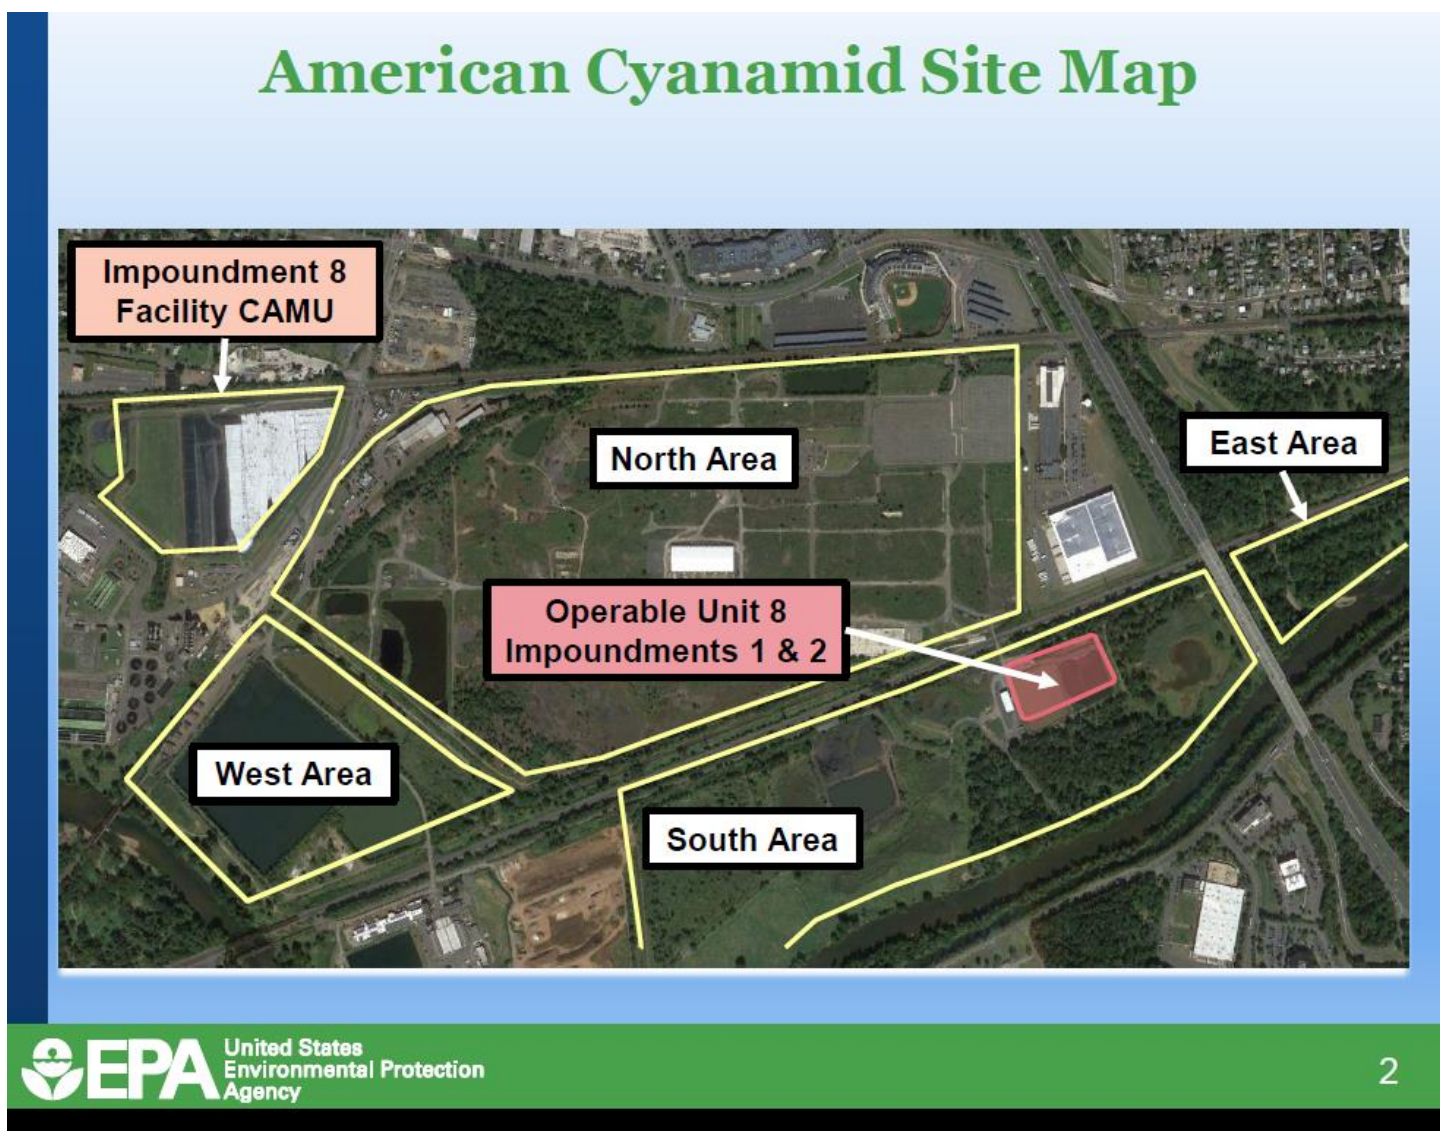 American Cyanamid Site Map
Impoundment 8
Facility CAMU
North Area
East Area
Operable Unit 8
Impoundments 1 & 2
West Area
South Area
EPA
United States
Environmental Protection
Agency
2